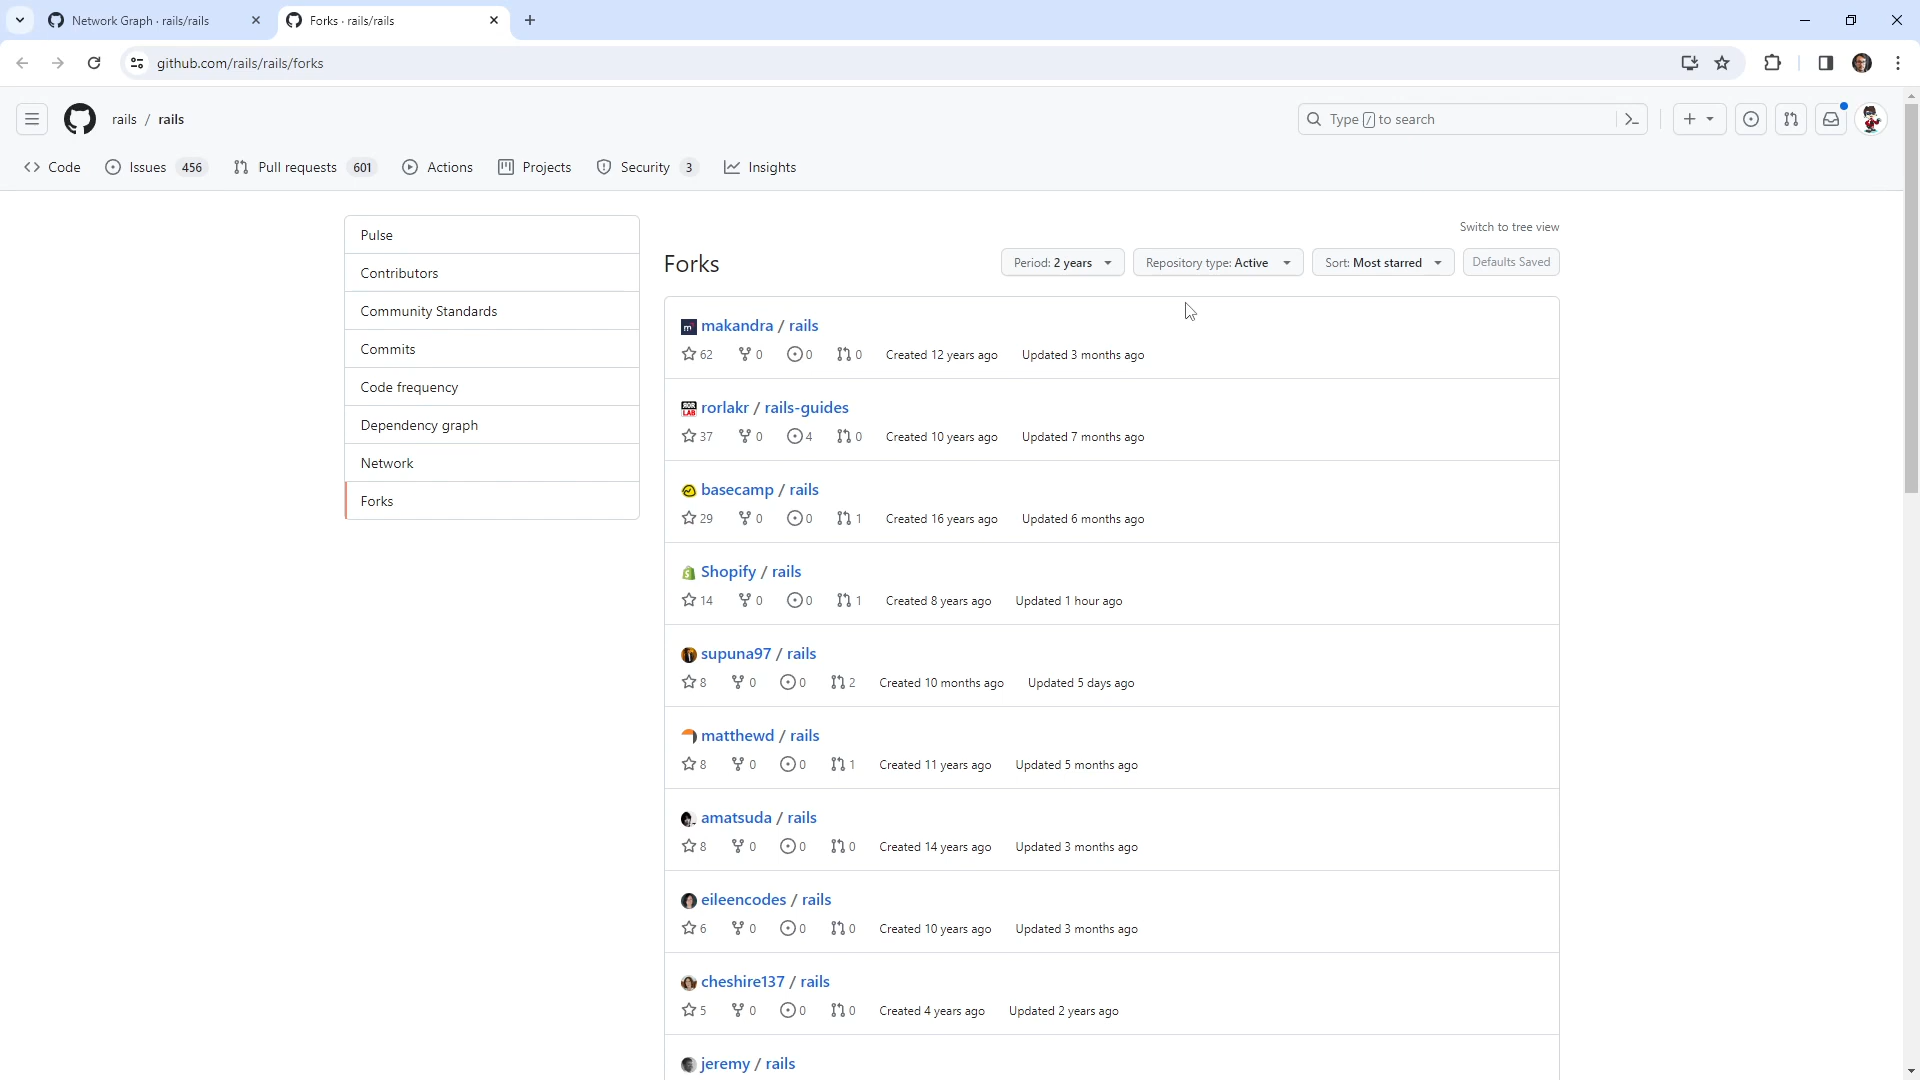 Network Graph · rails/rails
Forks · rails/rails
github.com/rails/rails/forks
rails / rails
Type / to search
Code
Issues 456
Pull requests 601
Actions
Projects
Security 3
Insights
Pulse
Contributors
Community Standards
Commits
Code frequency
Dependency graph
Network
Forks
Switch to tree view
Forks
Period: 2 years
Repository type: Active
Sort: Most starred
Defaults Saved
makandra / rails
62 0 0 0 Created 12 years ago Updated 3 months ago
rorlakr / rails-guides
37 0 4 0 Created 10 years ago Updated 7 months ago
basecamp / rails
29 0 0 1 Created 16 years ago Updated 6 months ago
Shopify / rails
14 0 0 1 Created 8 years ago Updated 1 hour ago
supuna97 / rails
8 0 0 2 Created 10 months ago Updated 5 days ago
matthewd / rails
8 0 0 1 Created 11 years ago Updated 5 months ago
amatsuda / rails
8 0 0 0 Created 14 years ago Updated 3 months ago
eileencodes / rails
6 0 0 0 Created 10 years ago Updated 3 months ago
cheshire137 / rails
5 0 0 0 Created 4 years ago Updated 2 years ago
jeremy / rails